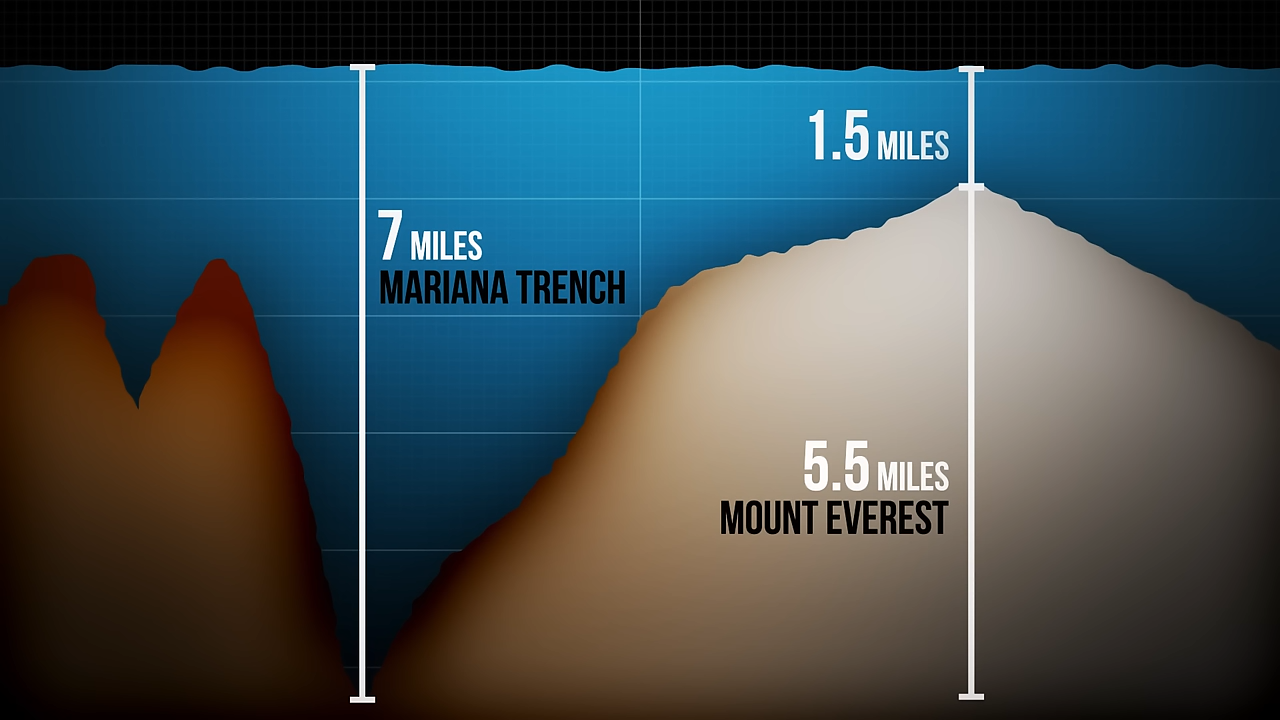 1.5 MILES
7 MILES
MARIANA TRENCH
5.5 MILES
MOUNT EVEREST